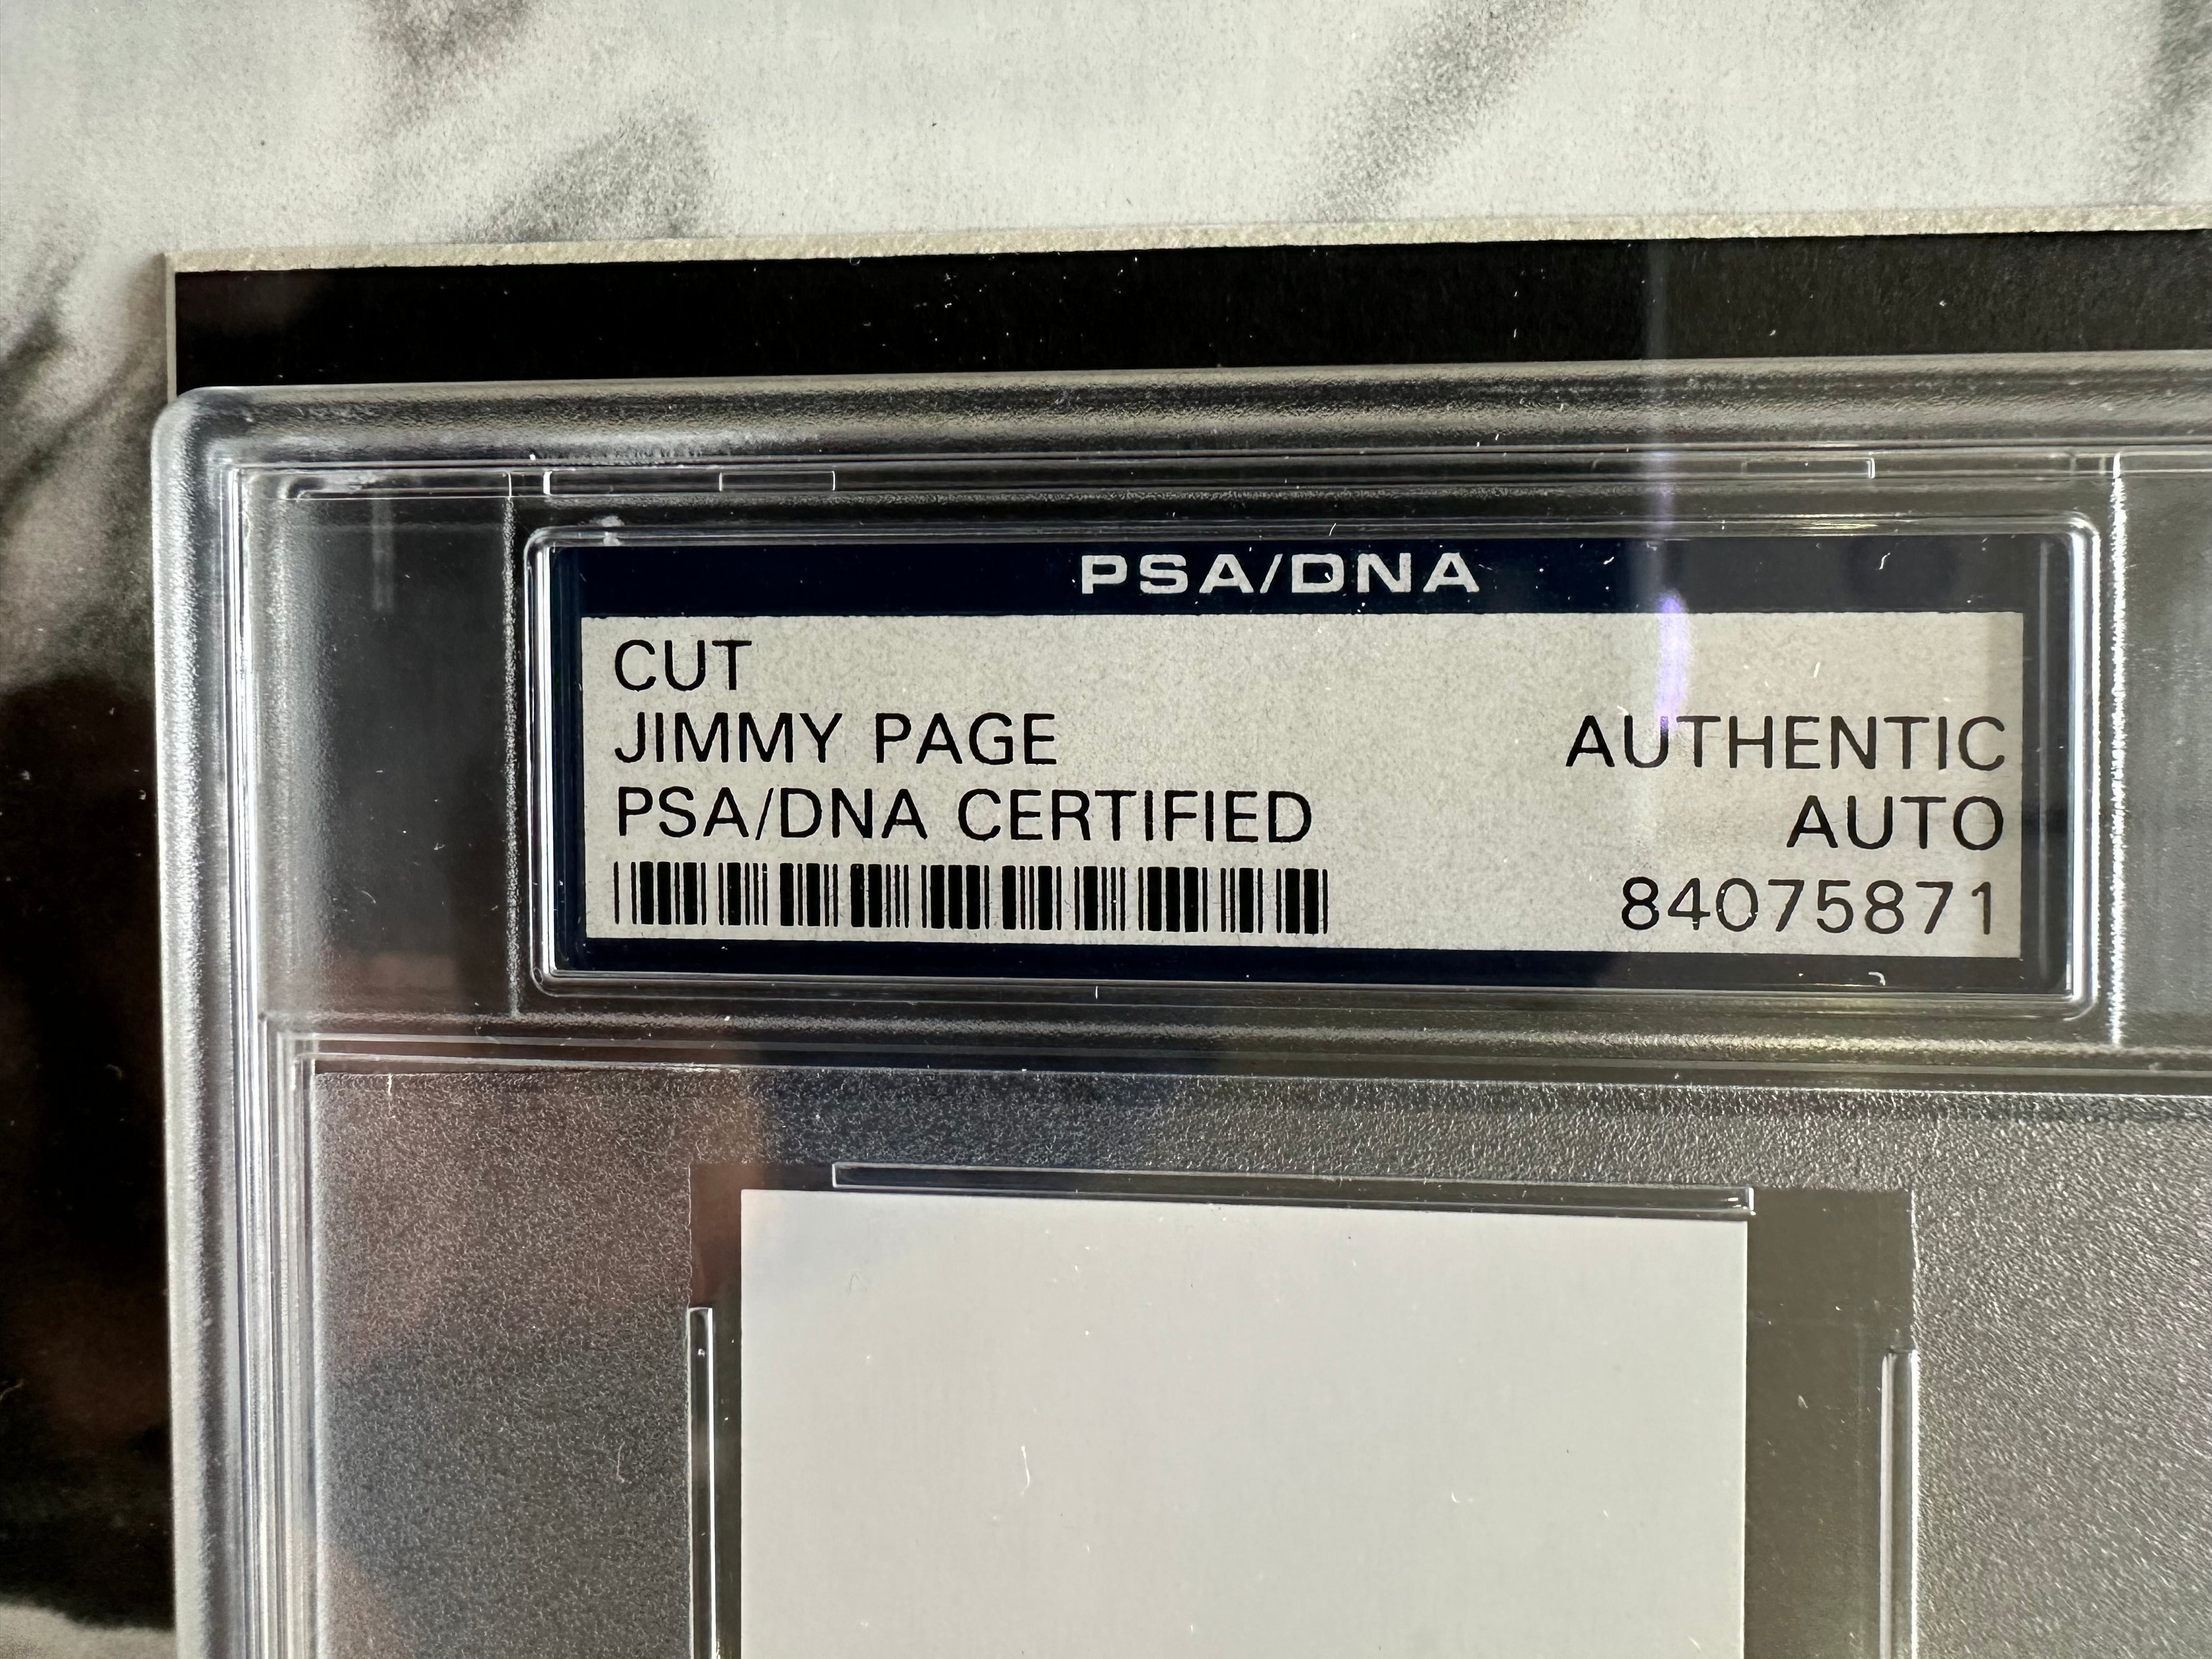 PSA/DNA
CUT
JIMMY PAGE
AUTHENTIC
PSA/DNA CERTIFIED
AUTO
84075871